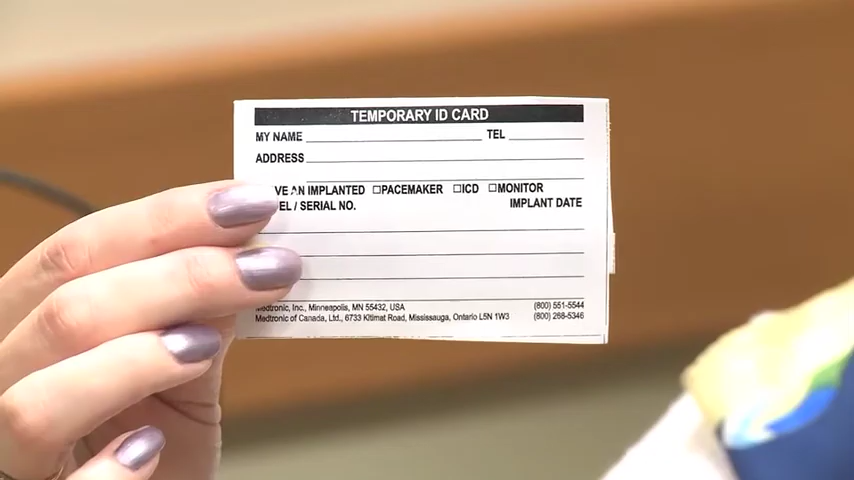 TEMPORARY ID CARD
MY NAME TEL
ADDRESS
VE AN IMPLANTED □PACEMAKER □ICD □MONITOR
EL / SERIAL NO. IMPLANT DATE
Medtronic, Inc., Minneapolis, MN 55432, USA (800) 551-5544
Medtronic of Canada, Ltd., 6733 Kitimat Road, Mississauga, Ontario L5N 1W3 (800) 268-5346